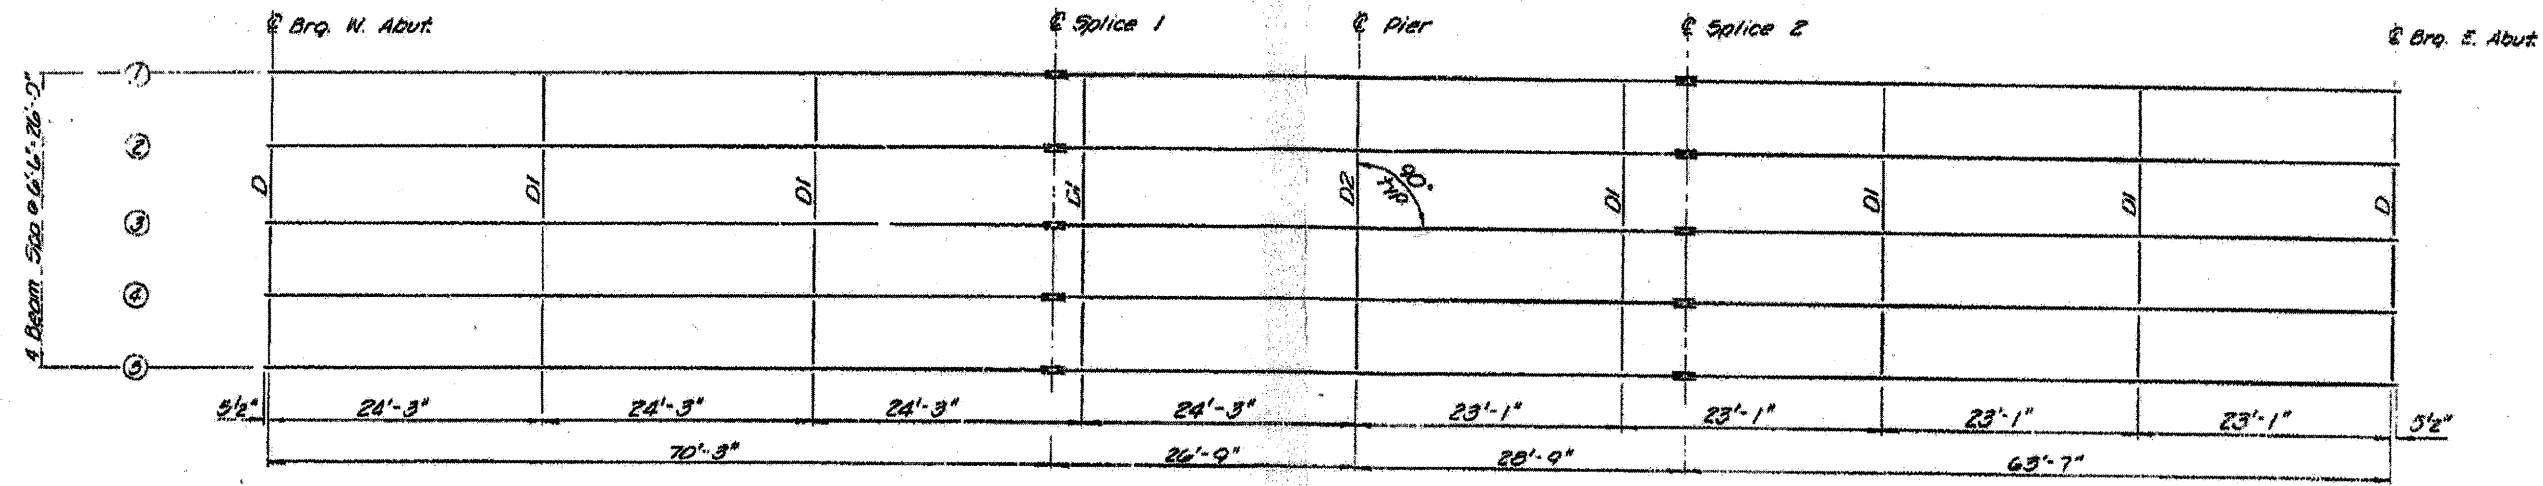 ℄ Brg. W. Abut.
℄ Splice 1
℄ Pier
℄ Splice 2
℄ Brg. E. Abut.
4 Beam Spa @ 6'-6"=26'-0"
1
2
3
4
5
D
D1
D1
D1
D2
90°
Typ.
D1
D1
D1
D
5½"
24'-3"
24'-3"
24'-3"
24'-3"
23'-1"
23'-1"
23'-1"
23'-1"
5½"
70'-3"
26'-9"
28'-9"
63'-7"